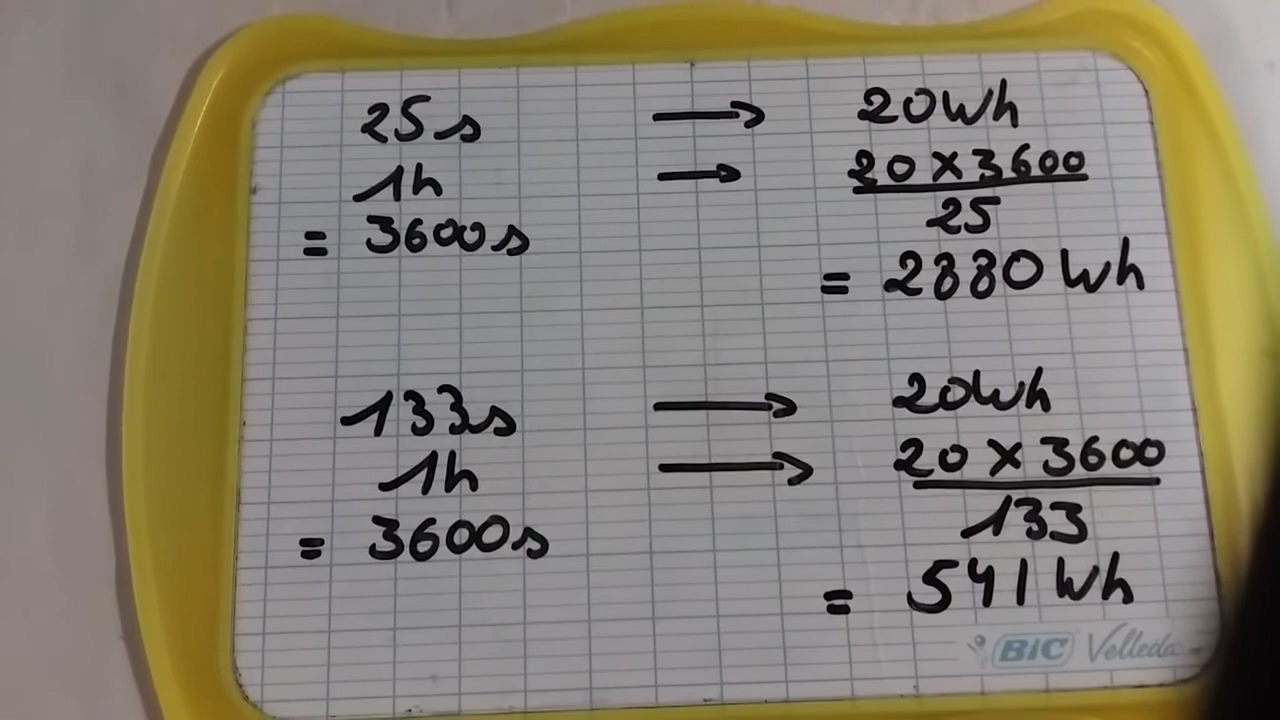 25s → 20Wh
1h → 20 × 3600
25
= 3600s
= 2880 Wh
133s → 20Wh
1h → 20 × 3600
133
= 3600s
= 541 Wh
BIC Velleda